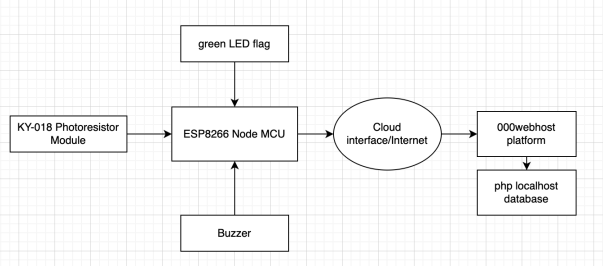 green LED flag
KY-018 Photoresistor
Module
ESP8266 Node MCU
Cloud
interface/Internet
000webhost
platform
php localhost
database
Buzzer